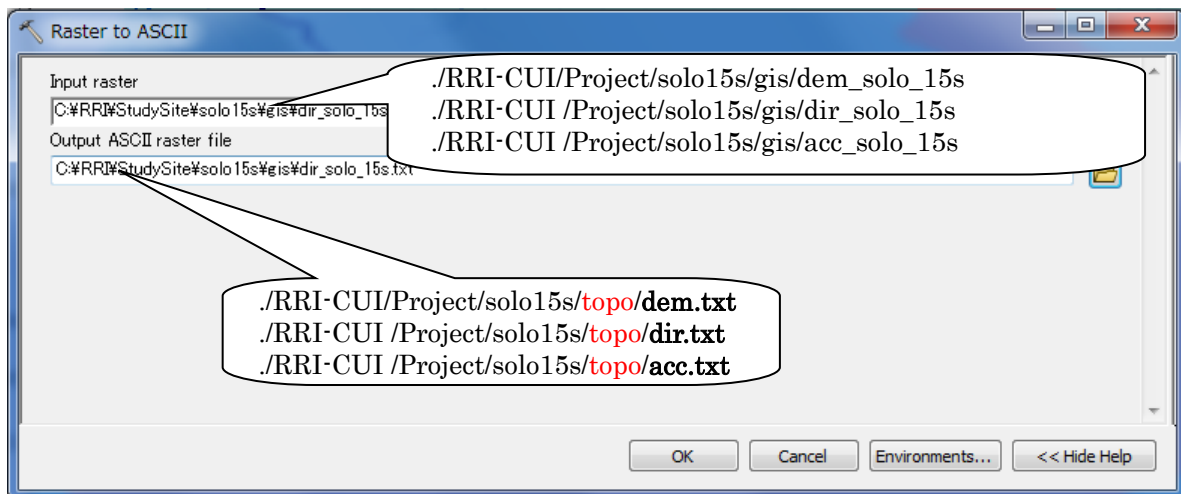 Raster to ASCII
Input raster
./RRI-CUI/Project/solo15s/gis/dem_solo_15s
./RRI-CUI /Project/solo15s/gis/dir_solo_15s
./RRI-CUI /Project/solo15s/gis/acc_solo_15s
C:¥RRI¥StudySite¥solo15s¥gis¥dir_solo_15s
Output ASCII raster file
C:¥RRI¥StudySite¥solo15s¥gis¥dir_solo_15s.txt
./RRI-CUI/Project/solo15s/topo/dem.txt
./RRI-CUI /Project/solo15s/topo/dir.txt
./RRI-CUI /Project/solo15s/topo/acc.txt
OK
Cancel
Environments...
<< Hide Help